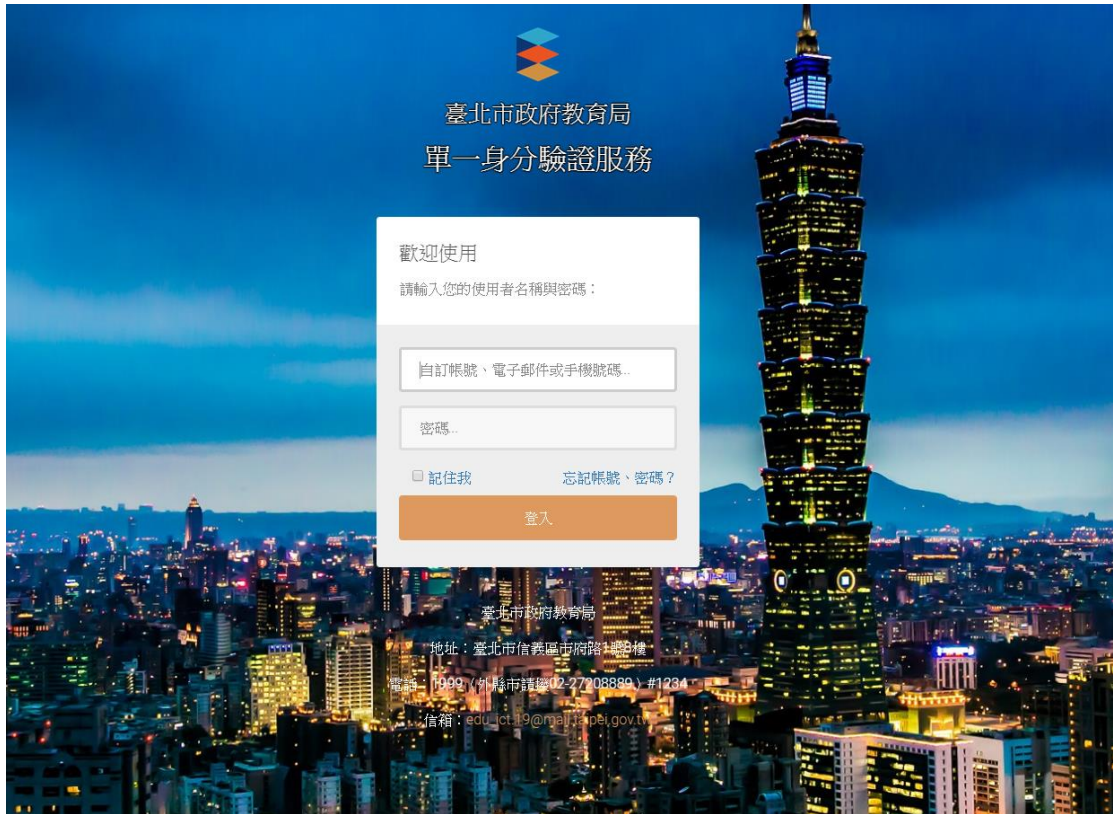 臺北市政府教育局
單一身分驗證服務
歡迎使用
請輸入您的使用者名稱與密碼：
自訂帳號、電子郵件或手機號碼...
密碼...
記住我
忘記帳號、密碼？
登入
臺北市政府教育局
地址：臺北市信義區市府路1號8樓
電話：1999（外縣市請撥02-27208889）#1234
信箱：edu_ict.19@mail.taipei.gov.tw